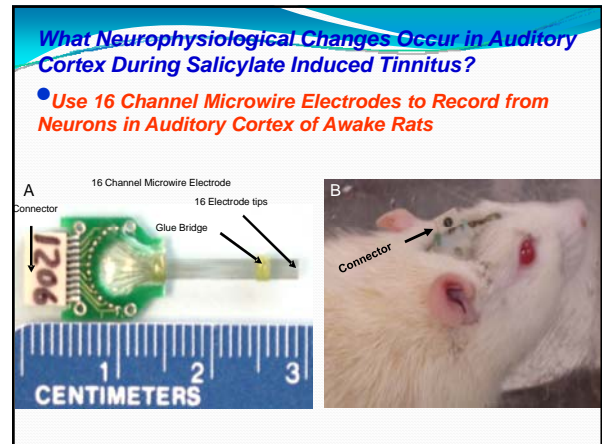 What Neurophysiological Changes Occur in Auditory
Cortex During Salicylate Induced Tinnitus?
Use 16 Channel Microwire Electrodes to Record from
Neurons in Auditory Cortex of Awake Rats
A
16 Channel Microwire Electrode
Connector
16 Electrode tips
Glue Bridge
1206
1 2 3
CENTIMETERS
B
Connector